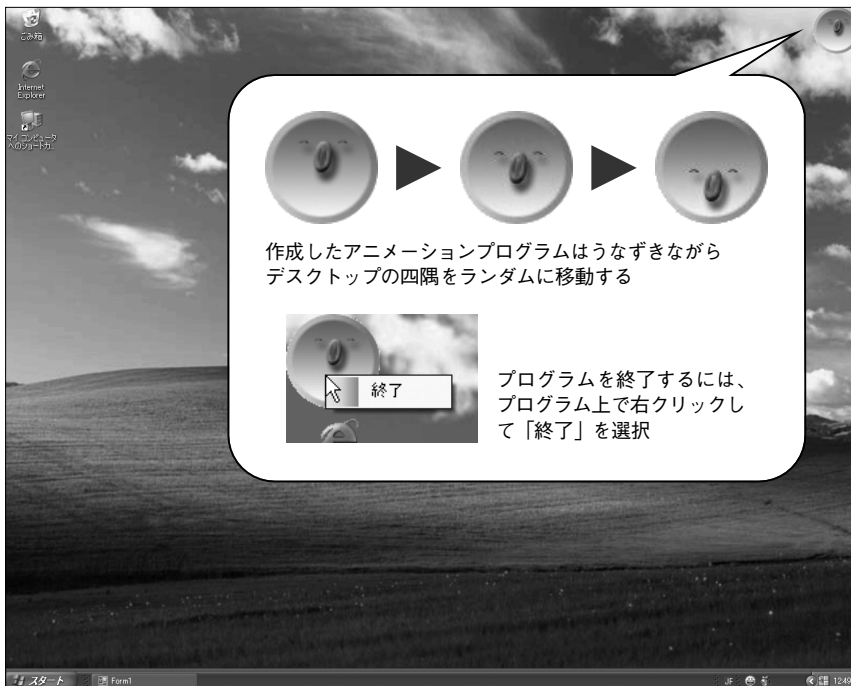 ごみ箱
Internet
Explorer
マイ コンピュータ
へのショートカ...
作成したアニメーションプログラムはうなずきながら
デスクトップの四隅をランダムに移動する
終了
プログラムを終了するには、
プログラム上で右クリックし
て「終了」を選択
スタート
Form1
JF
12:49